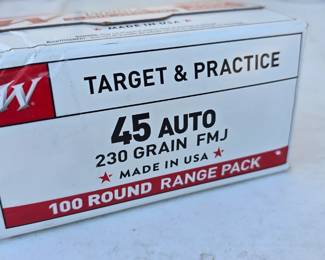 MADE IN USA
W
TARGET & PRACTICE
45 AUTO
230 GRAIN FMJ
★ MADE IN USA ★
100 ROUND RANGE PACK